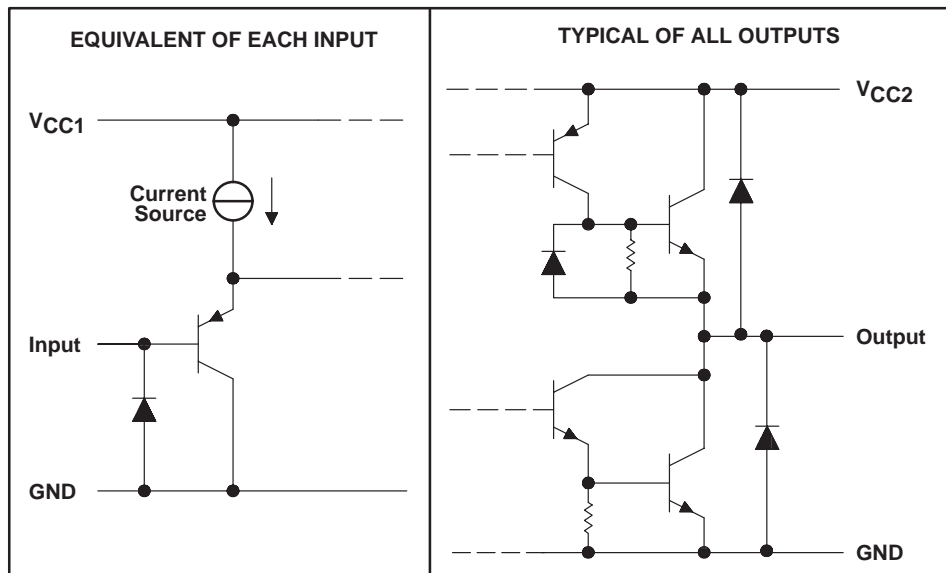 EQUIVALENT OF EACH INPUT
VCC1
Current
Source
Input
GND
TYPICAL OF ALL OUTPUTS
VCC2
Output
GND